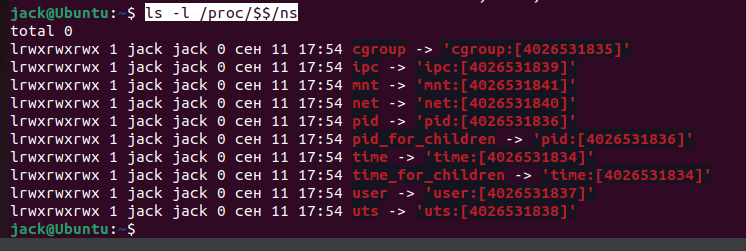 jack@Ubuntu:~$ ls -l /proc/$$/ns
total 0
lrwxrwxrwx 1 jack jack 0 сен 11 17:54 cgroup -> 'cgroup:[4026531835]'
lrwxrwxrwx 1 jack jack 0 сен 11 17:54 ipc -> 'ipc:[4026531839]'
lrwxrwxrwx 1 jack jack 0 сен 11 17:54 mnt -> 'mnt:[4026531841]'
lrwxrwxrwx 1 jack jack 0 сен 11 17:54 net -> 'net:[4026531840]'
lrwxrwxrwx 1 jack jack 0 сен 11 17:54 pid -> 'pid:[4026531836]'
lrwxrwxrwx 1 jack jack 0 сен 11 17:54 pid_for_children -> 'pid:[4026531836]'
lrwxrwxrwx 1 jack jack 0 сен 11 17:54 time -> 'time:[4026531834]'
lrwxrwxrwx 1 jack jack 0 сен 11 17:54 time_for_children -> 'time:[4026531834]'
lrwxrwxrwx 1 jack jack 0 сен 11 17:54 user -> 'user:[4026531837]'
lrwxrwxrwx 1 jack jack 0 сен 11 17:54 uts -> 'uts:[4026531838]'
jack@Ubuntu:~$